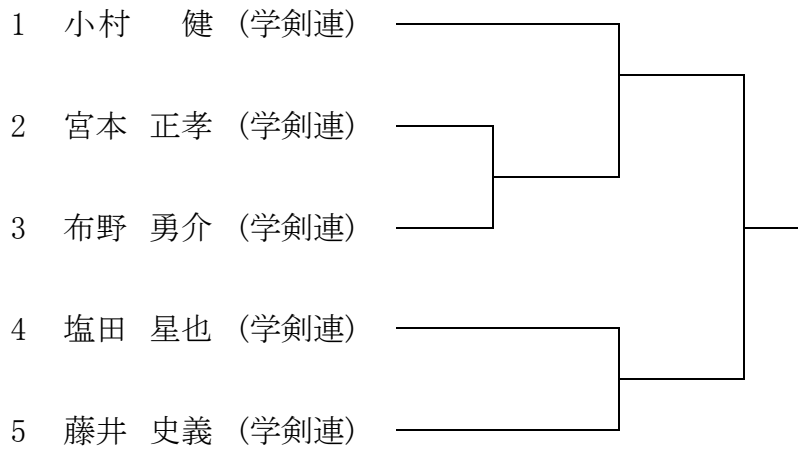 1 小村 健 (学剣連)
2 宮本 正孝 (学剣連)
3 布野 勇介 (学剣連)
4 塩田 星也 (学剣連)
5 藤井 史義 (学剣連)